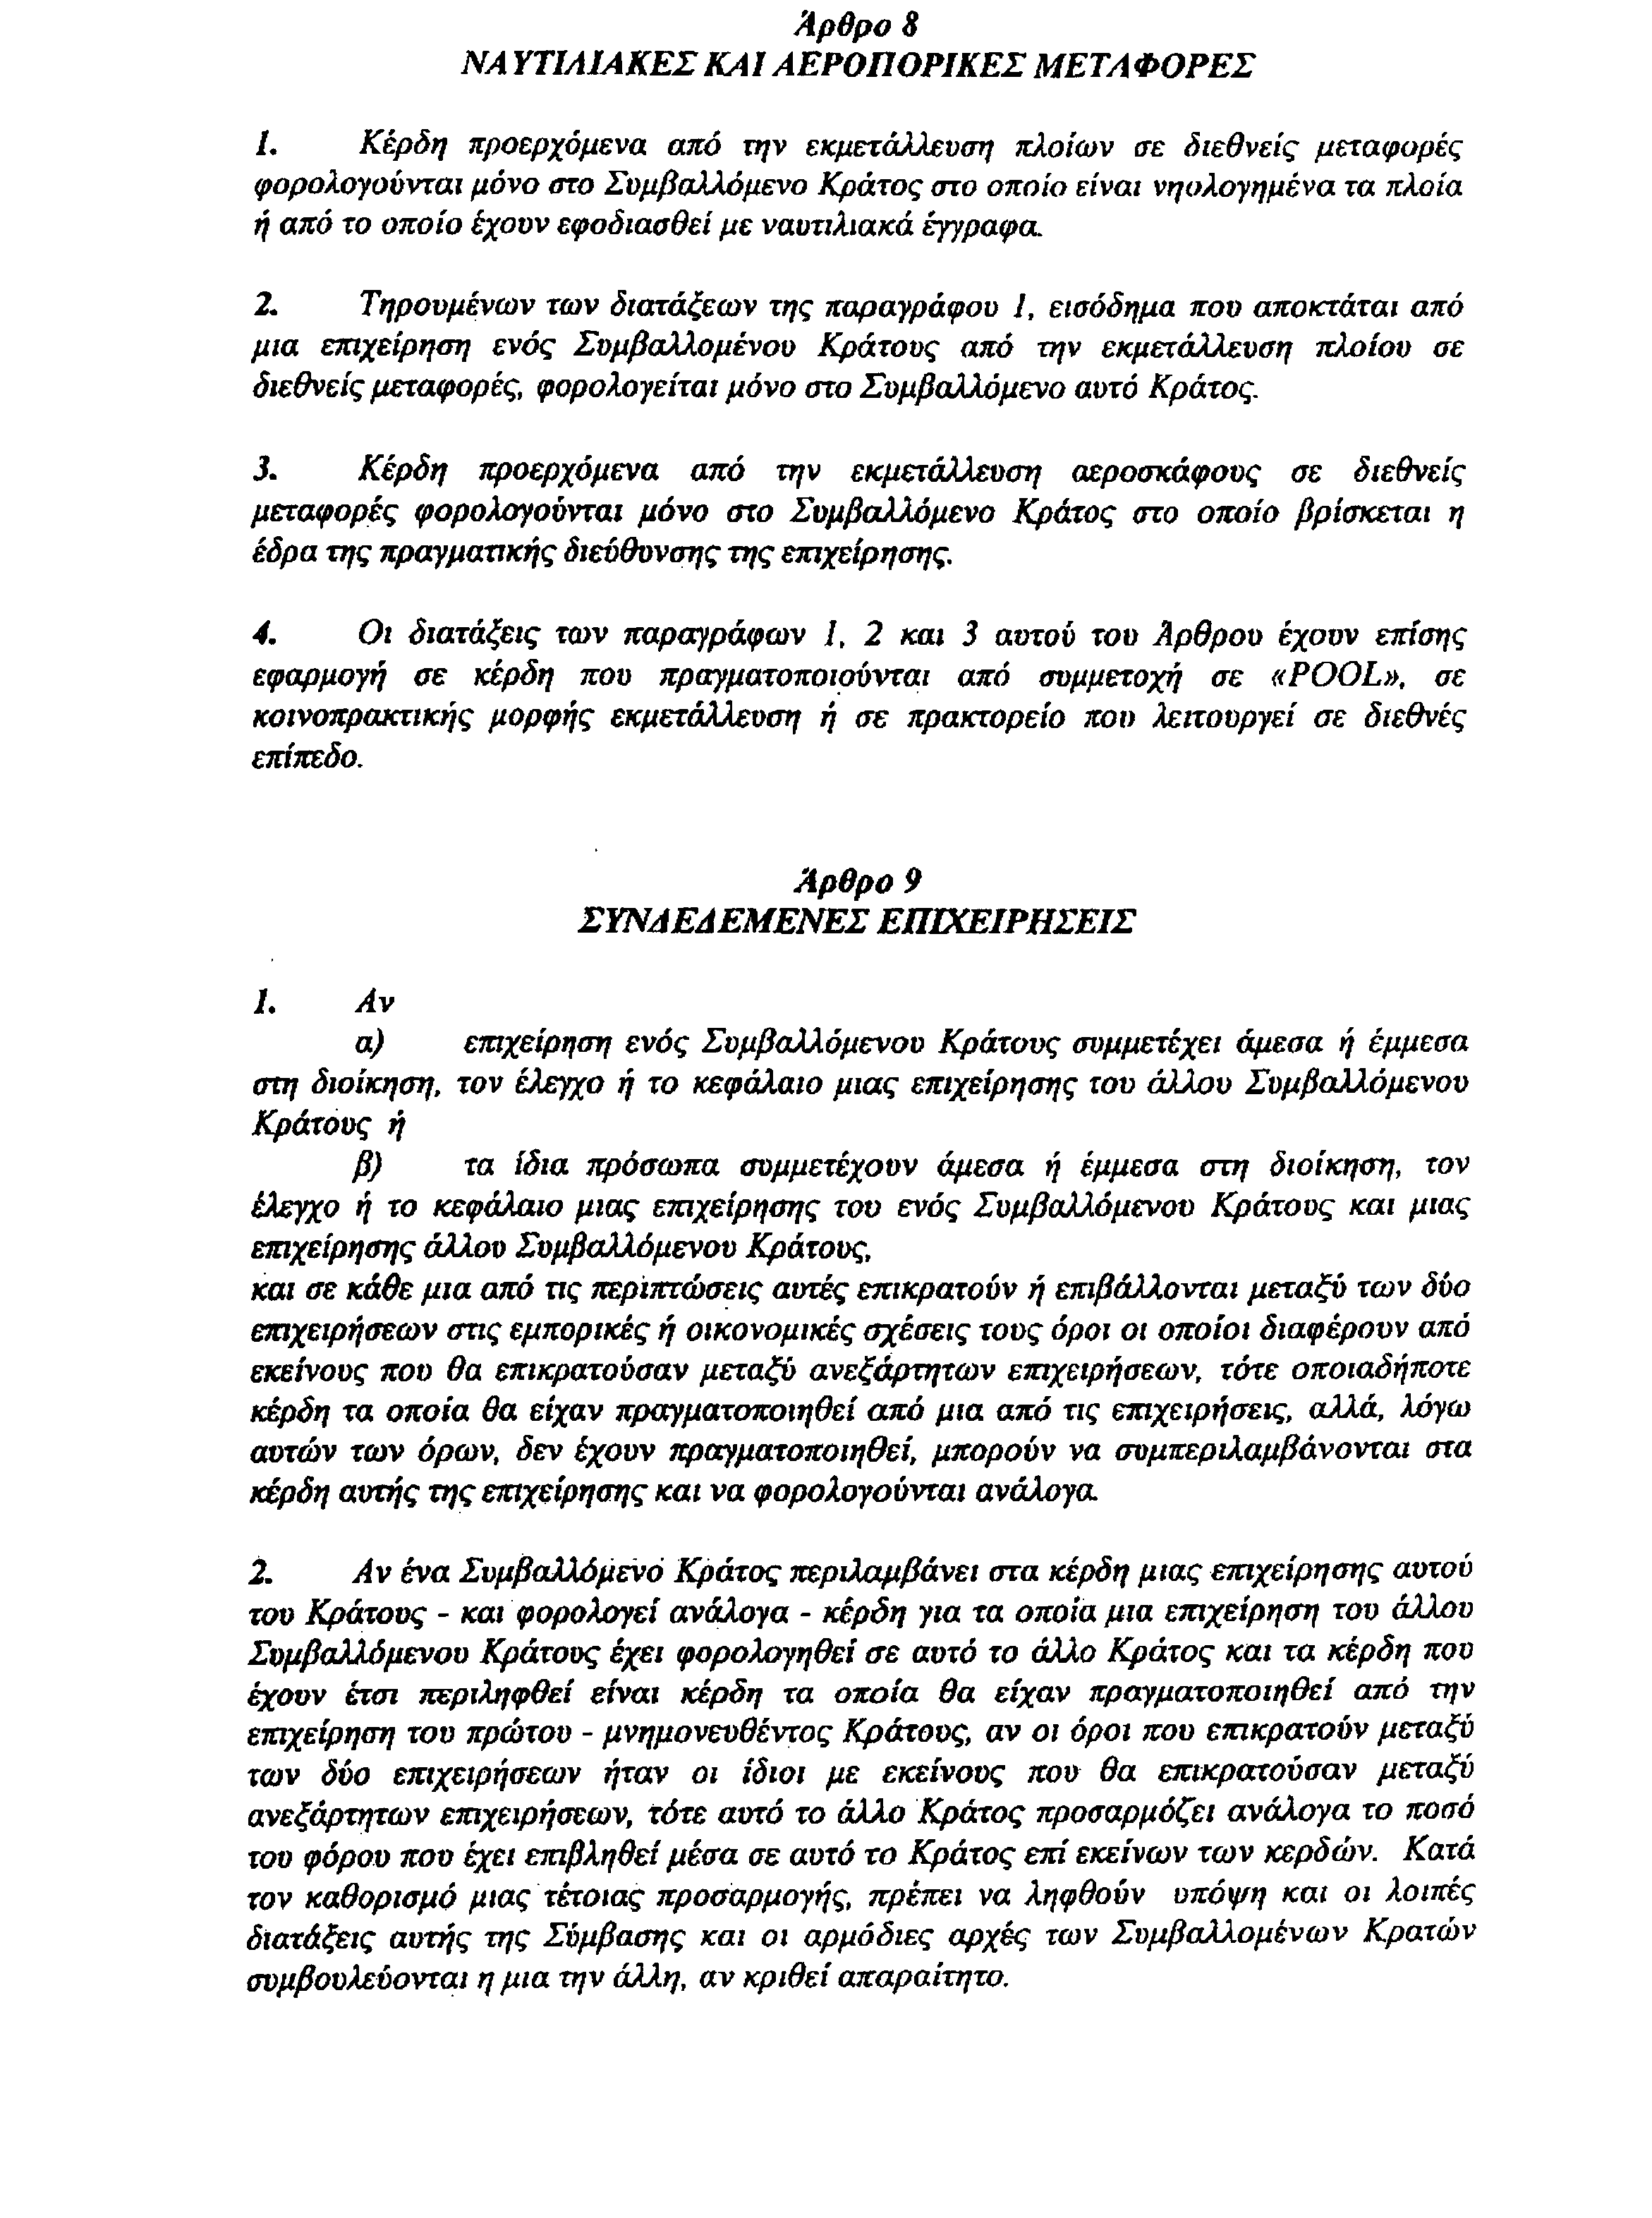 Άρθρο 8
ΝΑΥΤΙΛΙΑΚΕΣ ΚΑΙ ΑΕΡΟΠΟΡΙΚΕΣ ΜΕΤΑΦΟΡΕΣ
1. Κέρδη προερχόμενα από την εκμετάλλευση πλοίων σε διεθνείς μεταφορές
φορολογούνται μόνο στο Συμβαλλόμενο Κράτος στο οποίο είναι νηολογημένα τα πλοία
ή από το οποίο έχουν εφοδιασθεί με ναυτιλιακά έγγραφα.
2. Τηρουμένων των διατάξεων της παραγράφου 1, εισόδημα που αποκτάται από
μια επιχείρηση ενός Συμβαλλομένου Κράτους από την εκμετάλλευση πλοίου σε
διεθνείς μεταφορές, φορολογείται μόνο στο Συμβαλλόμενο αυτό Κράτος.
3. Κέρδη προερχόμενα από την εκμετάλλευση αεροσκάφους σε διεθνείς
μεταφορές φορολογούνται μόνο στο Συμβαλλόμενο Κράτος στο οποίο βρίσκεται η
έδρα της πραγματικής διεύθυνσης της επιχείρησης.
4. Οι διατάξεις των παραγράφων 1, 2 και 3 αυτού του Άρθρου έχουν επίσης
εφαρμογή σε κέρδη που πραγματοποιούνται από συμμετοχή σε «POOL», σε
κοινοπρακτικής μορφής εκμετάλλευση ή σε πρακτορείο που λειτουργεί σε διεθνές
επίπεδο.
Άρθρο 9
ΣΥΝΔΕΔΕΜΕΝΕΣ ΕΠΙΧΕΙΡΗΣΕΙΣ
1. Αν
α) επιχείρηση ενός Συμβαλλόμενου Κράτους συμμετέχει άμεσα ή έμμεσα
στη διοίκηση, τον έλεγχο ή το κεφάλαιο μιας επιχείρησης του άλλου Συμβαλλόμενου
Κράτους ή
β) τα ίδια πρόσωπα συμμετέχουν άμεσα ή έμμεσα στη διοίκηση, τον
έλεγχο ή το κεφάλαιο μιας επιχείρησης του ενός Συμβαλλόμενου Κράτους και μιας
επιχείρησης άλλου Συμβαλλόμενου Κράτους,
και σε κάθε μια από τις περιπτώσεις αυτές επικρατούν ή επιβάλλονται μεταξύ των δύο
επιχειρήσεων στις εμπορικές ή οικονομικές σχέσεις τους όροι οι οποίοι διαφέρουν από
εκείνους που θα επικρατούσαν μεταξύ ανεξάρτητων επιχειρήσεων, τότε οποιαδήποτε
κέρδη τα οποία θα είχαν πραγματοποιηθεί από μια από τις επιχειρήσεις, αλλά, λόγω
αυτών των όρων, δεν έχουν πραγματοποιηθεί, μπορούν να συμπεριλαμβάνονται στα
κέρδη αυτής της επιχείρησης και να φορολογούνται ανάλογα.
2. Αν ένα Συμβαλλόμενό Κράτος περιλαμβάνει στα κέρδη μιας επιχείρησης αυτού
του Κράτους - και φορολογεί ανάλογα - κέρδη για τα οποία μια επιχείρηση του άλλου
Συμβαλλόμενου Κράτους έχει φορολογηθεί σε αυτό το άλλο Κράτος και τα κέρδη που
έχουν έτσι περιληφθεί είναι κέρδη τα οποία θα είχαν πραγματοποιηθεί από την
επιχείρηση του πρώτου - μνημονευθέντος Κράτους, αν οι όροι που επικρατούν μεταξύ
των δύο επιχειρήσεων ήταν οι ίδιοι με εκείνους που θα επικρατούσαν μεταξύ
ανεξάρτητων επιχειρήσεων, τότε αυτό το άλλο Κράτος προσαρμόζει ανάλογα το ποσό
του φόρου που έχει επιβληθεί μέσα σε αυτό το Κράτος επί εκείνων των κερδών. Κατά
τον καθορισμό μιας τέτοιας προσαρμογής, πρέπει να ληφθούν υπόψη και οι λοιπές
διατάξεις αυτής της Σύμβασης και οι αρμόδιες αρχές των Συμβαλλομένων Κρατών
συμβουλεύονται η μια την άλλη, αν κριθεί απαραίτητο.